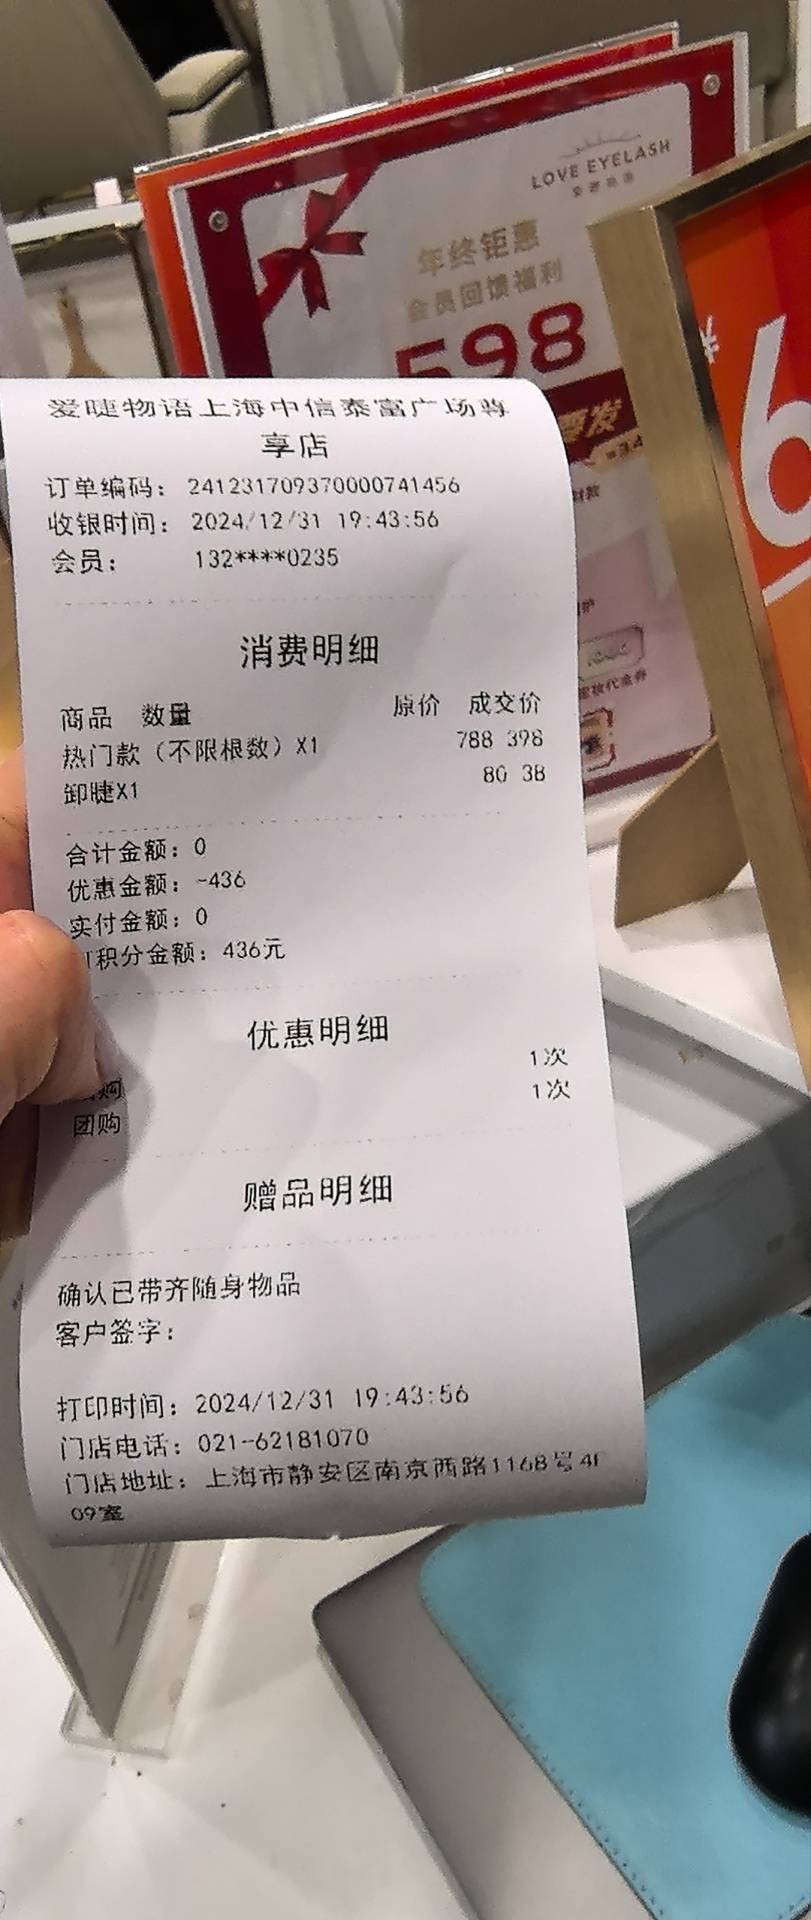 LOVE EYELASH
年终钜惠
会员回馈福利
598
6
爱睫物语上海中信泰富广场尊
享店
订单编码：241231709370000741456
收银时间：2024/12/31 19:43:56
会员：132****0235
消费明细
商品 数量 原价 成交价
热门款（不限根数）X1 788 398
卸睫X1 80 38
合计金额：0
优惠金额：-436
实付金额：0
积分金额：436元
优惠明细
购 1次
团购 1次
赠品明细
确认已带齐随身物品
客户签字：
打印时间：2024/12/31 19:43:56
门店电话：021-62181070
门店地址：上海市静安区南京西路1168号4F
09室